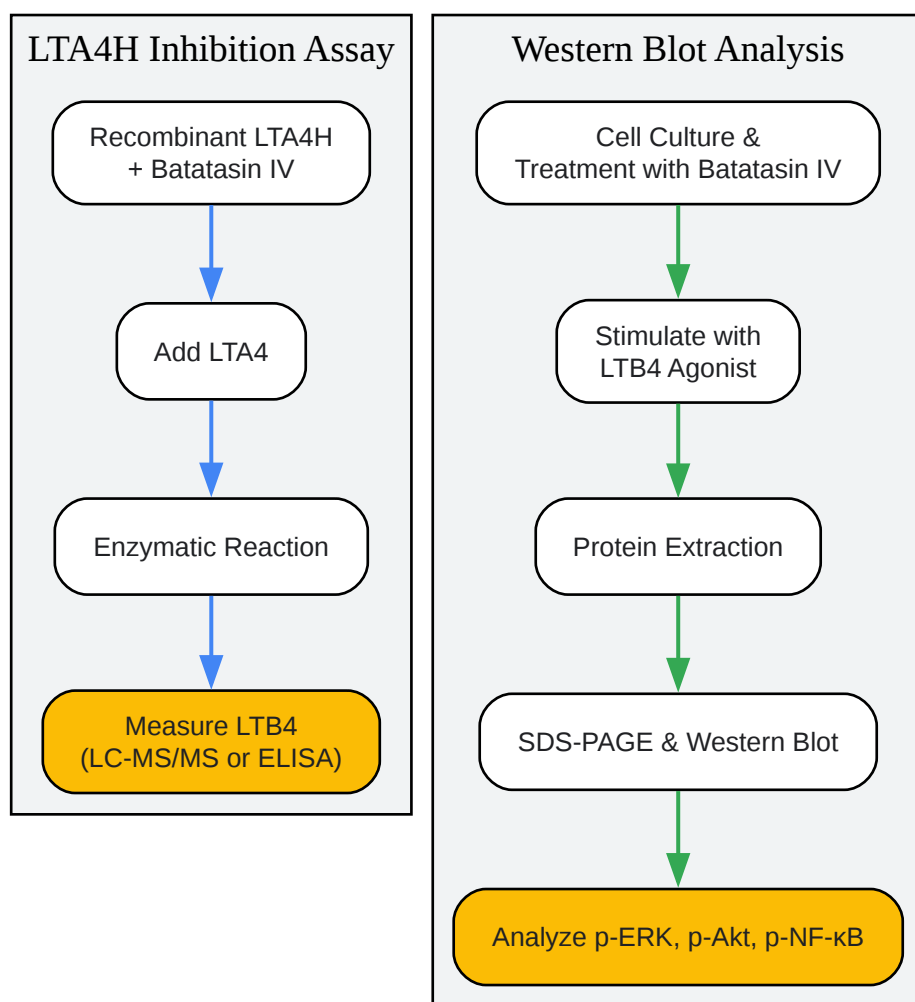 LTA4H Inhibition Assay
Recombinant LTA4H
+ Batatasin IV
Add LTA4
Enzymatic Reaction
Measure LTB4
(LC-MS/MS or ELISA)
Western Blot Analysis
Cell Culture &
Treatment with Batatasin IV
Stimulate with
LTB4 Agonist
Protein Extraction
SDS-PAGE & Western Blot
Analyze p-ERK, p-Akt, p-NF-κB